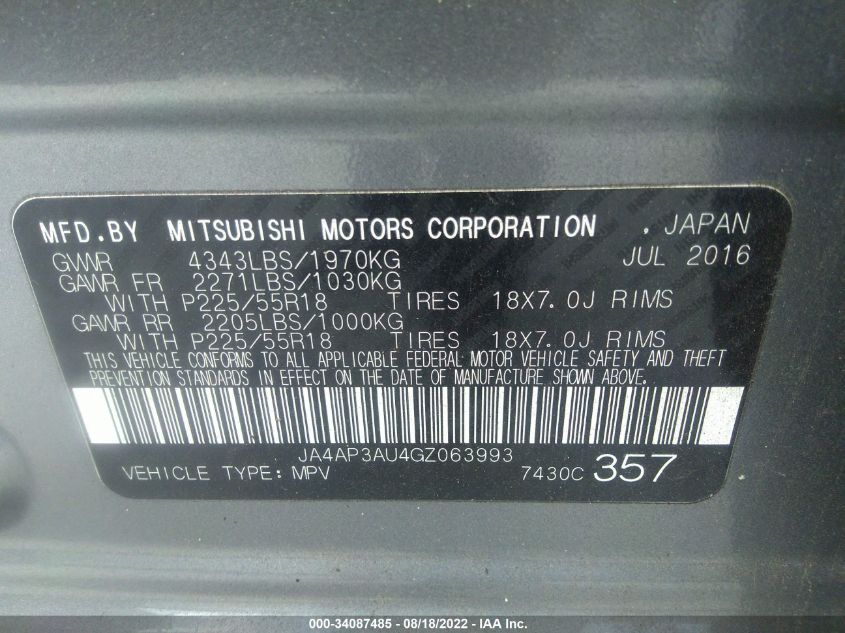 MFD.BY MITSUBISHI MOTORS CORPORATION . JAPAN
GVWR 4343LBS/1970KG JUL 2016
GAWR FR 2271LBS/1030KG
WITH P225/55R18 TIRES 18X7.0J RIMS
GAWR RR 2205LBS/1000KG
WITH P225/55R18 TIRES 18X7.0J RIMS
THIS VEHICLE CONFORMS TO ALL APPLICABLE FEDERAL MOTOR VEHICLE SAFETY AND THEFT
PREVENTION STANDARDS IN EFFECT ON THE DATE OF MANUFACTURE SHOWN ABOVE.
JA4AP3AU4GZ063993
VEHICLE TYPE: MPV 7430C 357
000-34087485 - 08/18/2022 - IAA Inc.